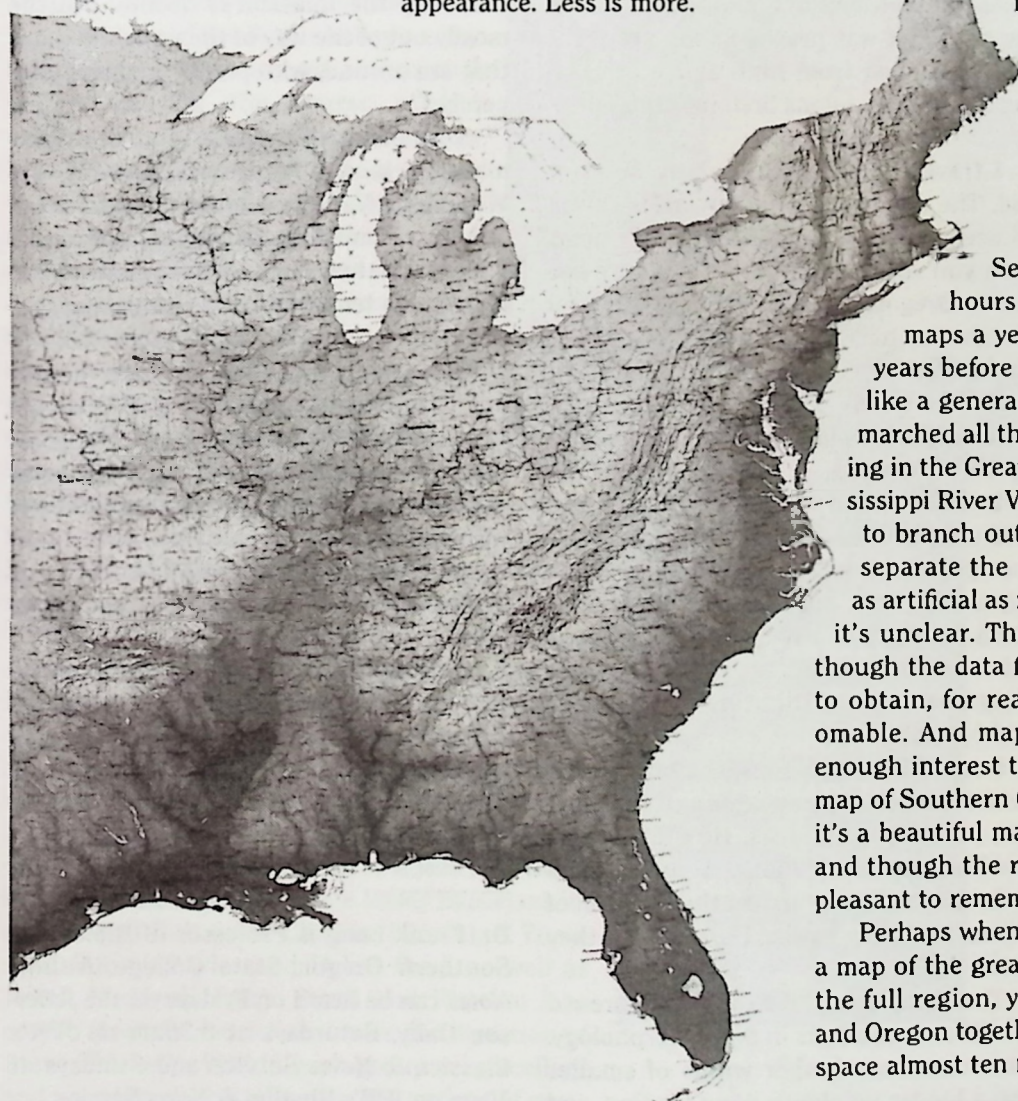 appearance. Less is more.
Se
hours
maps a ye
years before
like a genera
marched all th
ing in the Grea
sissippi River V
to branch out
separate the
as artificial as
it's unclear. Th
though the data f
to obtain, for rea
omable. And map
enough interest t
map of Southern
it's a beautiful ma
and though the r
pleasant to remem
Perhaps when
a map of the grea
the full region, y
and Oregon togeth
space almost ten